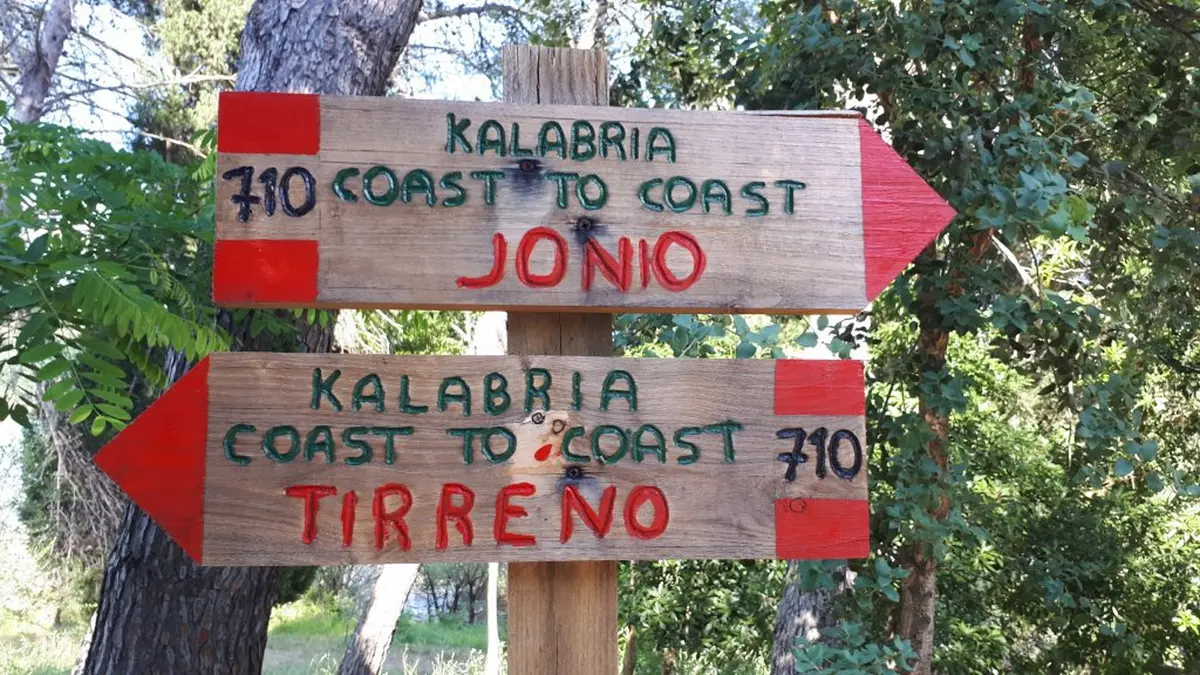 KALABRIA
710 COAST TO COAST
JONIO
KALABRIA
COAST TO COAST 710
TIRRENO